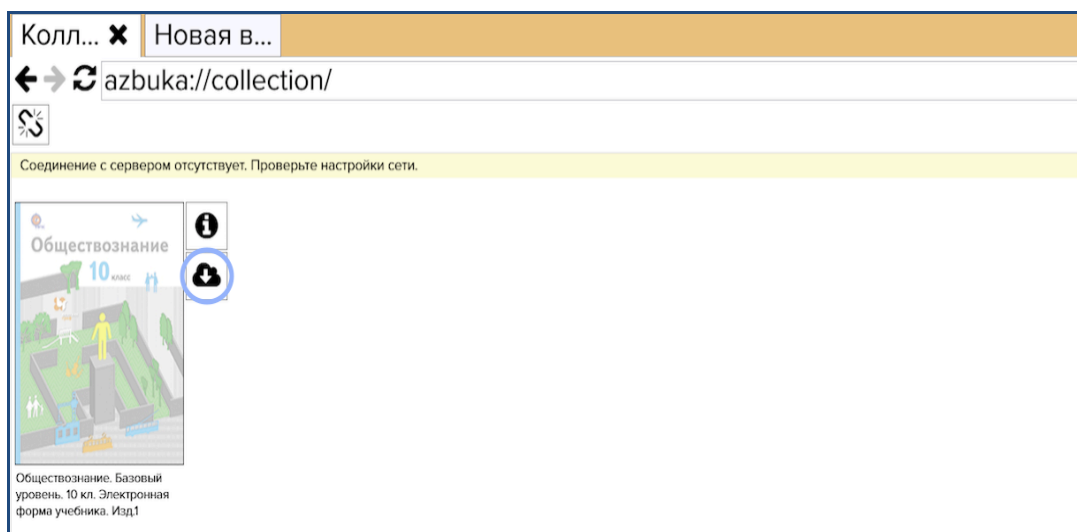 Колл... ✖ Новая в...
azbuka://collection/
Соединение с сервером отсутствует. Проверьте настройки сети.
Обществознание
10 класс
Обществознание. Базовый
уровень. 10 кл. Электронная
форма учебника. Изд.1